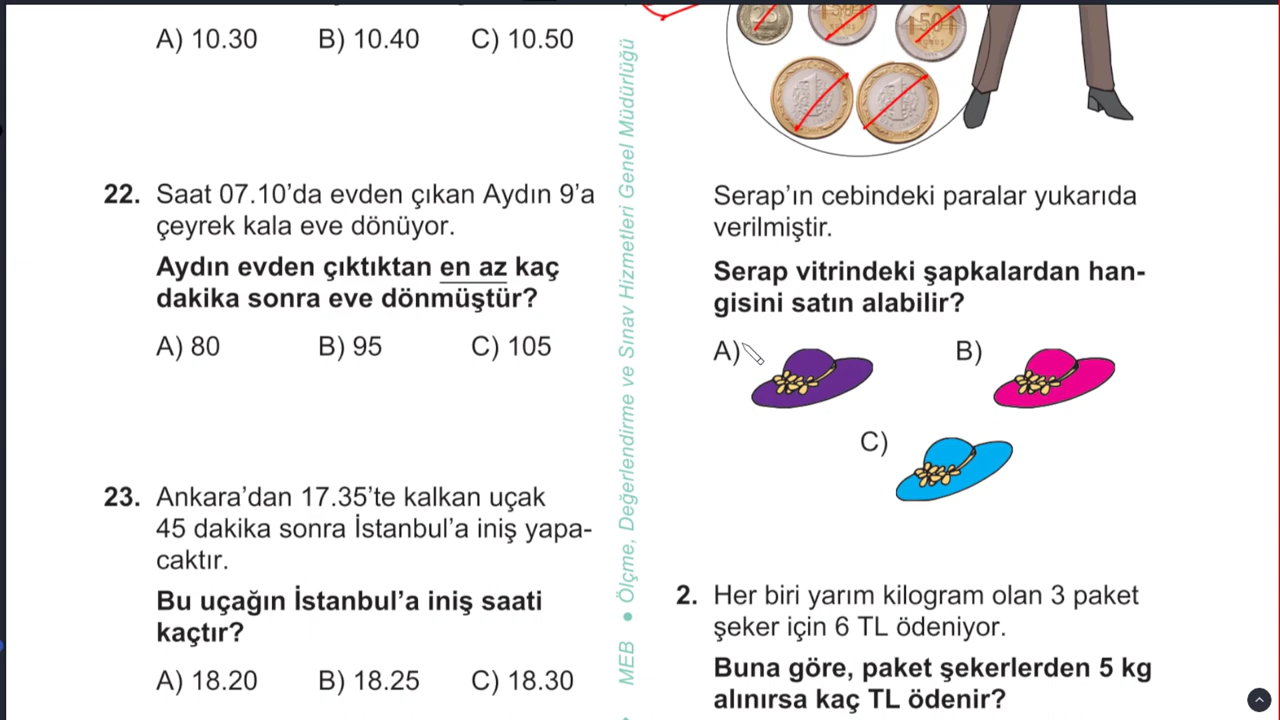 A) 10.30 B) 10.40 C) 10.50
22. Saat 07.10’da evden çıkan Aydın 9’a
çeyrek kala eve dönüyor.
Aydın evden çıktıktan en az kaç
dakika sonra eve dönmüştür?
A) 80 B) 95 C) 105
23. Ankara’dan 17.35’te kalkan uçak
45 dakika sonra İstanbul’a iniş yapa-
caktır.
Bu uçağın İstanbul’a iniş saati
kaçtır?
A) 18.20 B) 18.25 C) 18.30
MEB ● Ölçme, Değerlendirme ve Sınav Hizmetleri Genel Müdürlüğü
25
50
50
1
1
Serap’ın cebindeki paralar yukarıda
verilmiştir.
Serap vitrindeki şapkalardan han-
gisini satın alabilir?
A) B)
C)
2. Her biri yarım kilogram olan 3 paket
şeker için 6 TL ödeniyor.
Buna göre, paket şekerlerden 5 kg
alınırsa kaç TL ödenir?